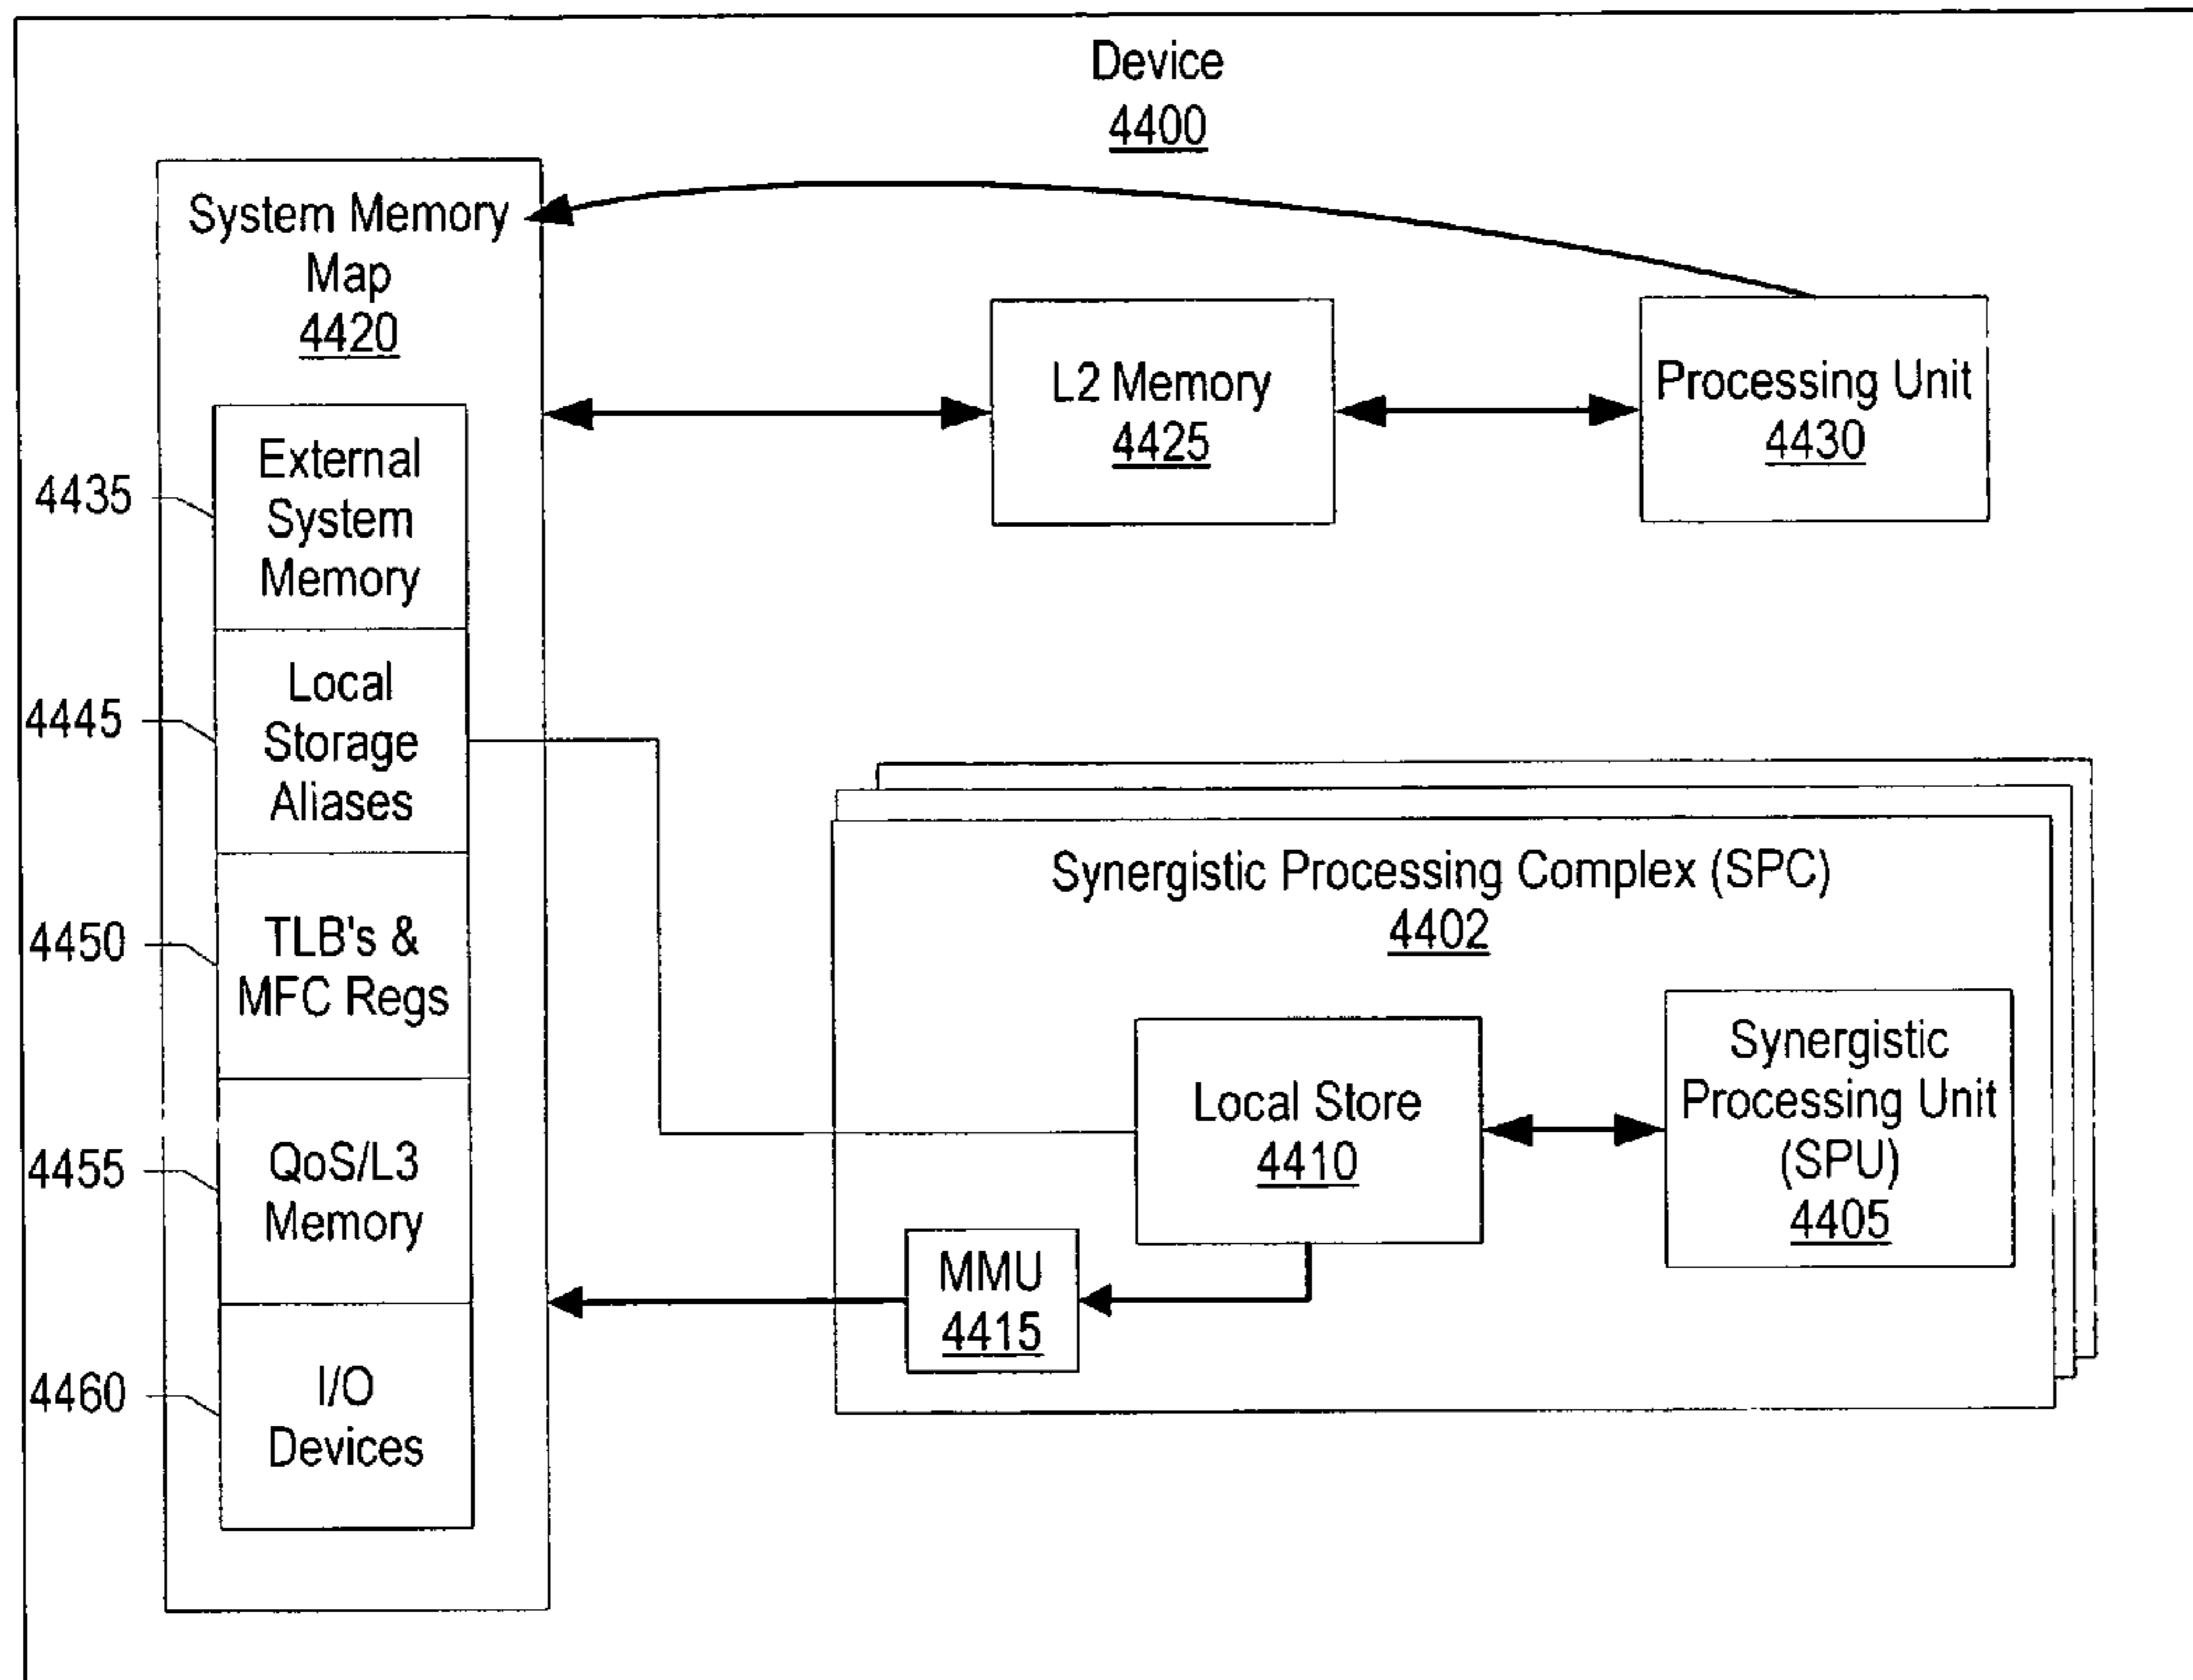 Device
4400
System Memory
Map
4420
External
System
Memory
4435
Local
Storage
Aliases
4445
TLB's &
MFC Regs
4450
QoS/L3
Memory
4455
I/O
Devices
4460
L2 Memory
4425
Processing Unit
4430
Synergistic Processing Complex (SPC)
4402
Local Store
4410
Synergistic
Processing Unit
(SPU)
4405
MMU
4415